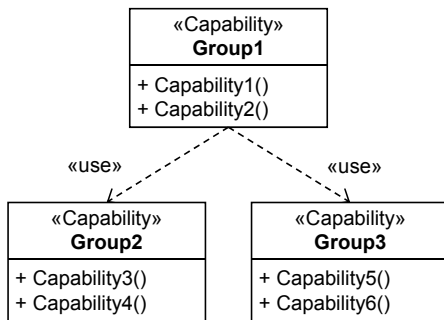 «Capability»
Group1
+ Capability1()
+ Capability2()
«use»
«use»
«Capability»
Group2
+ Capability3()
+ Capability4()
«Capability»
Group3
+ Capability5()
+ Capability6()